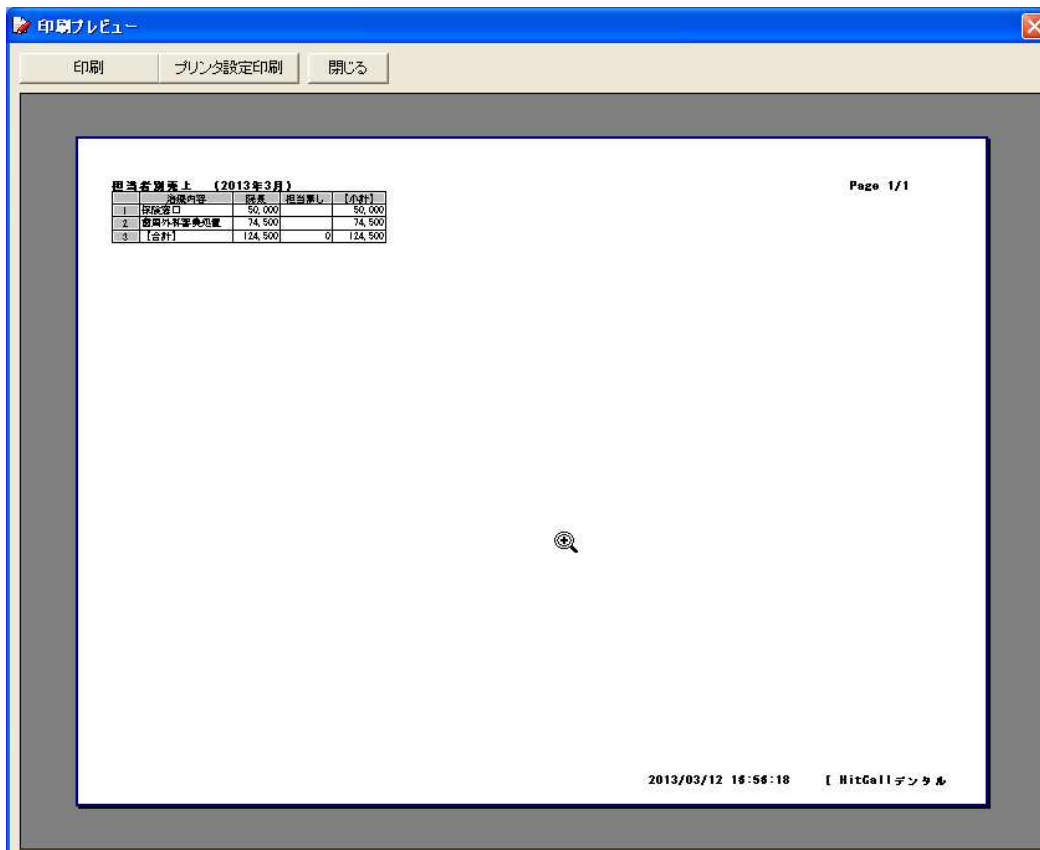 印刷プレビュー
印刷 プリンタ設定印刷 閉じる
担当者別売上 (2013年3月) Page 1/1
治療内容 院長 担当無し 【小計】
1 保険窓口 50,000 50,000
2 歯周外科審美処置 74,500 74,500
3 【合計】 124,500 0 124,500
2013/03/12 16:56:18 [ HitCallデンタル